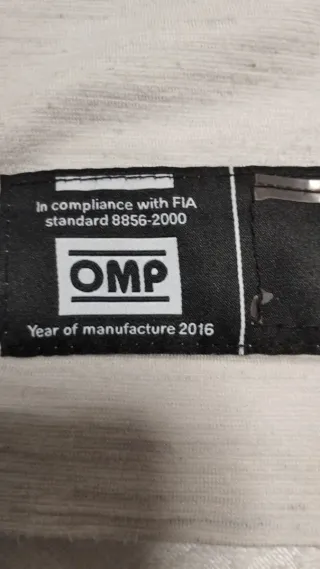 In compliance with FIA
standard 8856-2000
OMP
Year of manufacture 2016